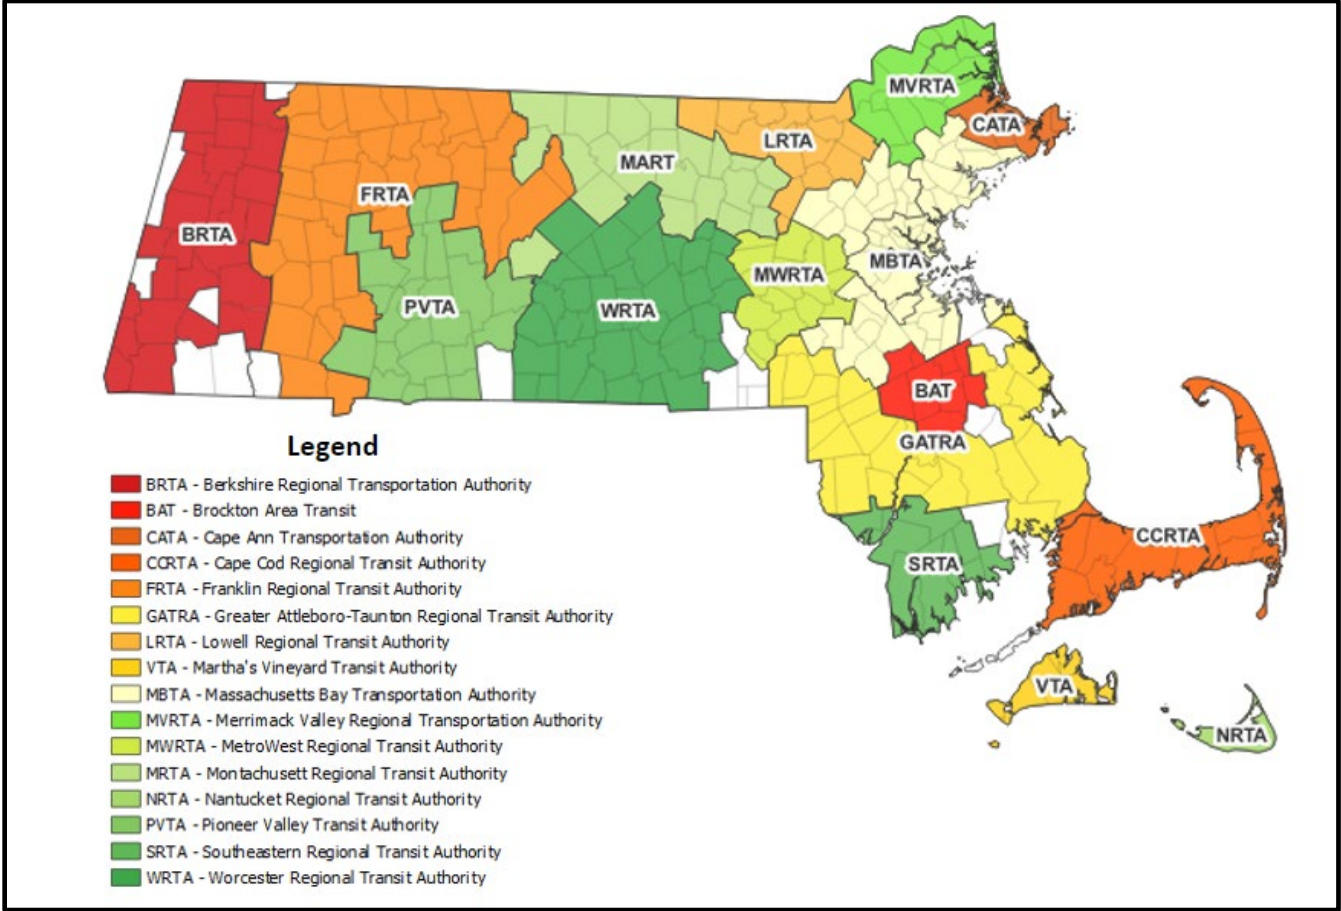 MVRTA
CATA
LRTA
MART
FRTA
BRTA
MBTA
MWRTA
PVTA
WRTA
BAT
GATRA
CCRTA
SRTA
VTA
NRTA
Legend
BRTA - Berkshire Regional Transportation Authority
BAT - Brockton Area Transit
CATA - Cape Ann Transportation Authority
CCRTA - Cape Cod Regional Transit Authority
FRTA - Franklin Regional Transit Authority
GATRA - Greater Attleboro-Taunton Regional Transit Authority
LRTA - Lowell Regional Transit Authority
VTA - Martha's Vineyard Transit Authority
MBTA - Massachusetts Bay Transportation Authority
MVRTA - Merrimack Valley Regional Transportation Authority
MWRTA - MetroWest Regional Transit Authority
MRTA - Montachusett Regional Transit Authority
NRTA - Nantucket Regional Transit Authority
PVTA - Pioneer Valley Transit Authority
SRTA - Southeastern Regional Transit Authority
WRTA - Worcester Regional Transit Authority